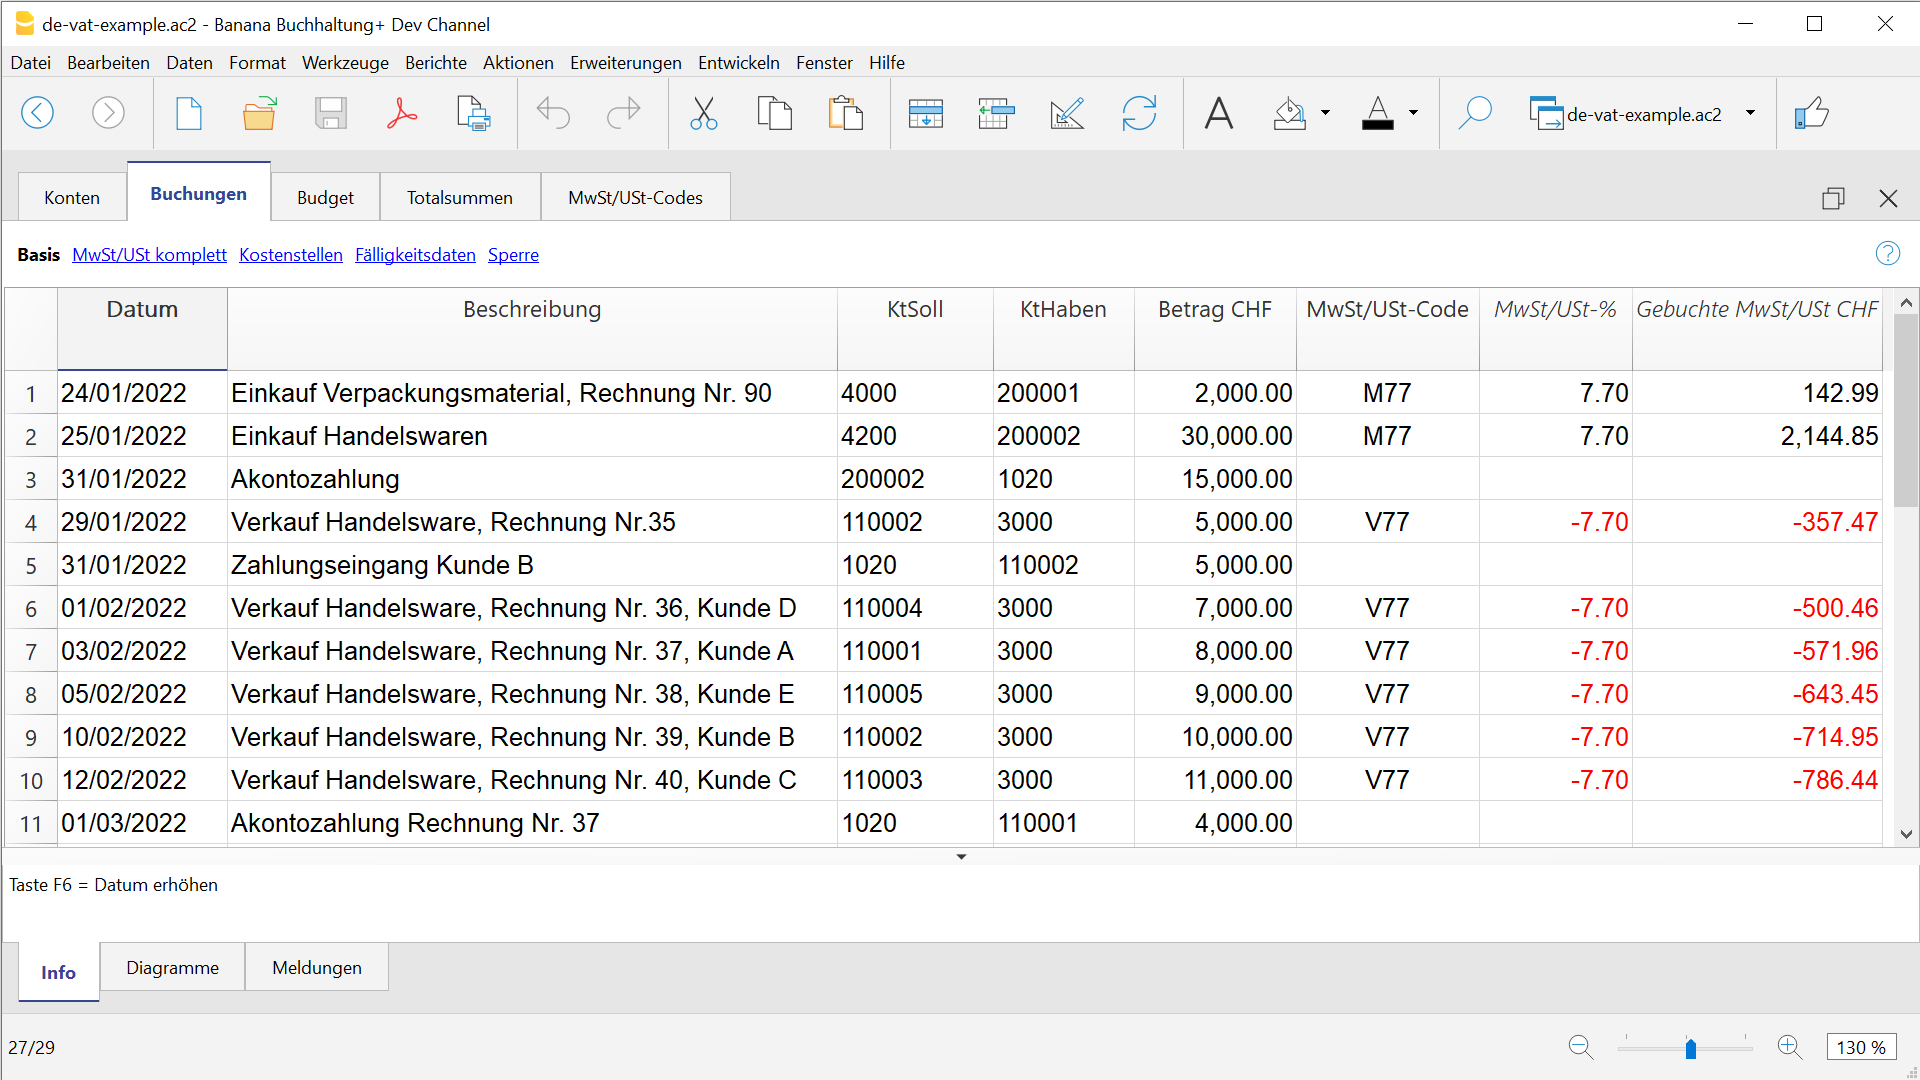 de-vat-example.ac2 - Banana Buchhaltung+ Dev Channel
Datei Bearbeiten Daten Format Werkzeuge Berichte Aktionen Erweiterungen Entwickeln Fenster Hilfe
de-vat-example.ac2
Konten Buchungen Budget Totalsummen MwSt/USt-Codes
Basis MwSt/USt komplett Kostenstellen Fälligkeitsdaten Sperre
Datum Beschreibung KtSoll KtHaben Betrag CHF MwSt/USt-Code MwSt/USt-% Gebuchte MwSt/USt CHF
1 24/01/2022 Einkauf Verpackungsmaterial, Rechnung Nr. 90 4000 200001 2,000.00 M77 7.70 142.99
2 25/01/2022 Einkauf Handelswaren 4200 200002 30,000.00 M77 7.70 2,144.85
3 31/01/2022 Akontozahlung 200002 1020 15,000.00
4 29/01/2022 Verkauf Handelsware, Rechnung Nr.35 110002 3000 5,000.00 V77 -7.70 -357.47
5 31/01/2022 Zahlungseingang Kunde B 1020 110002 5,000.00
6 01/02/2022 Verkauf Handelsware, Rechnung Nr. 36, Kunde D 110004 3000 7,000.00 V77 -7.70 -500.46
7 03/02/2022 Verkauf Handelsware, Rechnung Nr. 37, Kunde A 110001 3000 8,000.00 V77 -7.70 -571.96
8 05/02/2022 Verkauf Handelsware, Rechnung Nr. 38, Kunde E 110005 3000 9,000.00 V77 -7.70 -643.45
9 10/02/2022 Verkauf Handelsware, Rechnung Nr. 39, Kunde B 110002 3000 10,000.00 V77 -7.70 -714.95
10 12/02/2022 Verkauf Handelsware, Rechnung Nr. 40, Kunde C 110003 3000 11,000.00 V77 -7.70 -786.44
11 01/03/2022 Akontozahlung Rechnung Nr. 37 1020 110001 4,000.00
Taste F6 = Datum erhöhen
Info Diagramme Meldungen
27/29
130 %